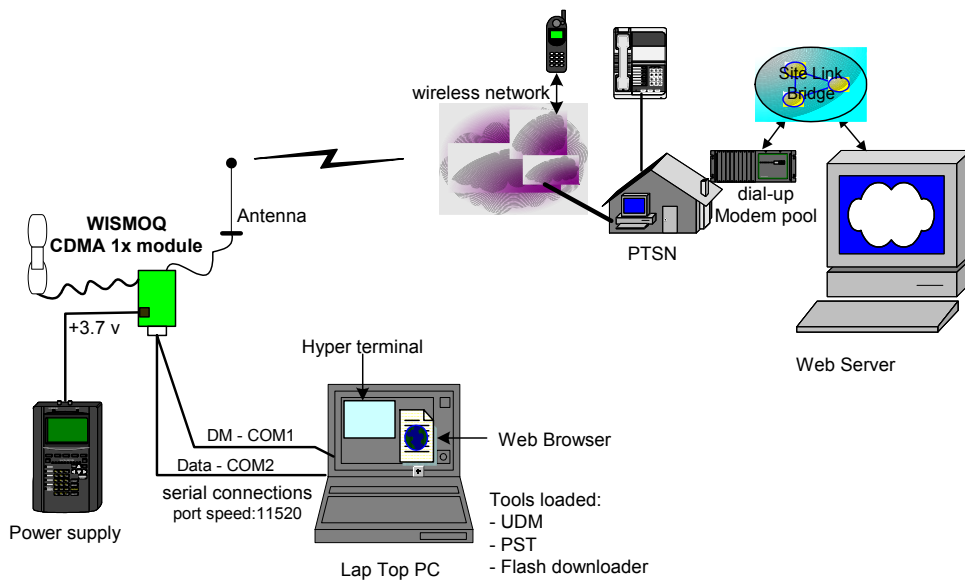 wireless network
Site Link
Bridge
dial-up
Modem pool
PTSN
Antenna
WISMOQ
CDMA 1x module
+3.7 v
Web Server
Hyper terminal
Web Browser
DM - COM1
Data - COM2
serial connections
port speed:11520
Tools loaded:
- UDM
- PST
- Flash downloader
Power supply
Lap Top PC